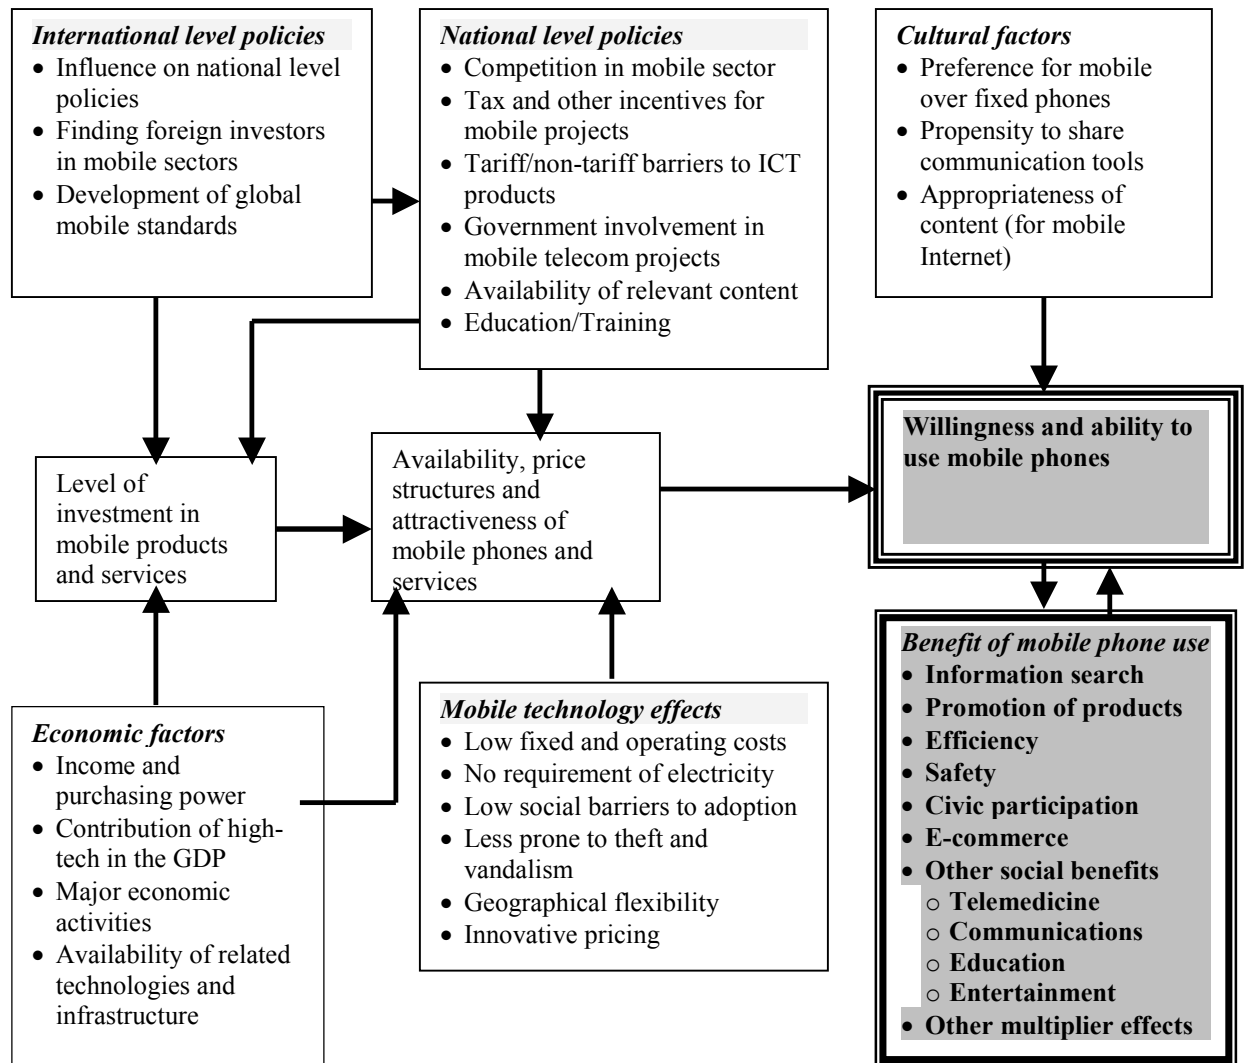 International level policies
• Influence on national level
policies
• Finding foreign investors
in mobile sectors
• Development of global
mobile standards
National level policies
• Competition in mobile sector
• Tax and other incentives for
mobile projects
• Tariff/non-tariff barriers to ICT
products
• Government involvement in
mobile telecom projects
• Availability of relevant content
• Education/Training
Cultural factors
• Preference for mobile
over fixed phones
• Propensity to share
communication tools
• Appropriateness of
content (for mobile
Internet)
Level of
investment in
mobile products
and services
Availability, price
structures and
attractiveness of
mobile phones and
services
Willingness and ability to
use mobile phones
Economic factors
• Income and
purchasing power
• Contribution of high-
tech in the GDP
• Major economic
activities
• Availability of related
technologies and
infrastructure
Mobile technology effects
• Low fixed and operating costs
• No requirement of electricity
• Low social barriers to adoption
• Less prone to theft and
vandalism
• Geographical flexibility
• Innovative pricing
Benefit of mobile phone use
• Information search
• Promotion of products
• Efficiency
• Safety
• Civic participation
• E-commerce
• Other social benefits
o Telemedicine
o Communications
o Education
o Entertainment
• Other multiplier effects